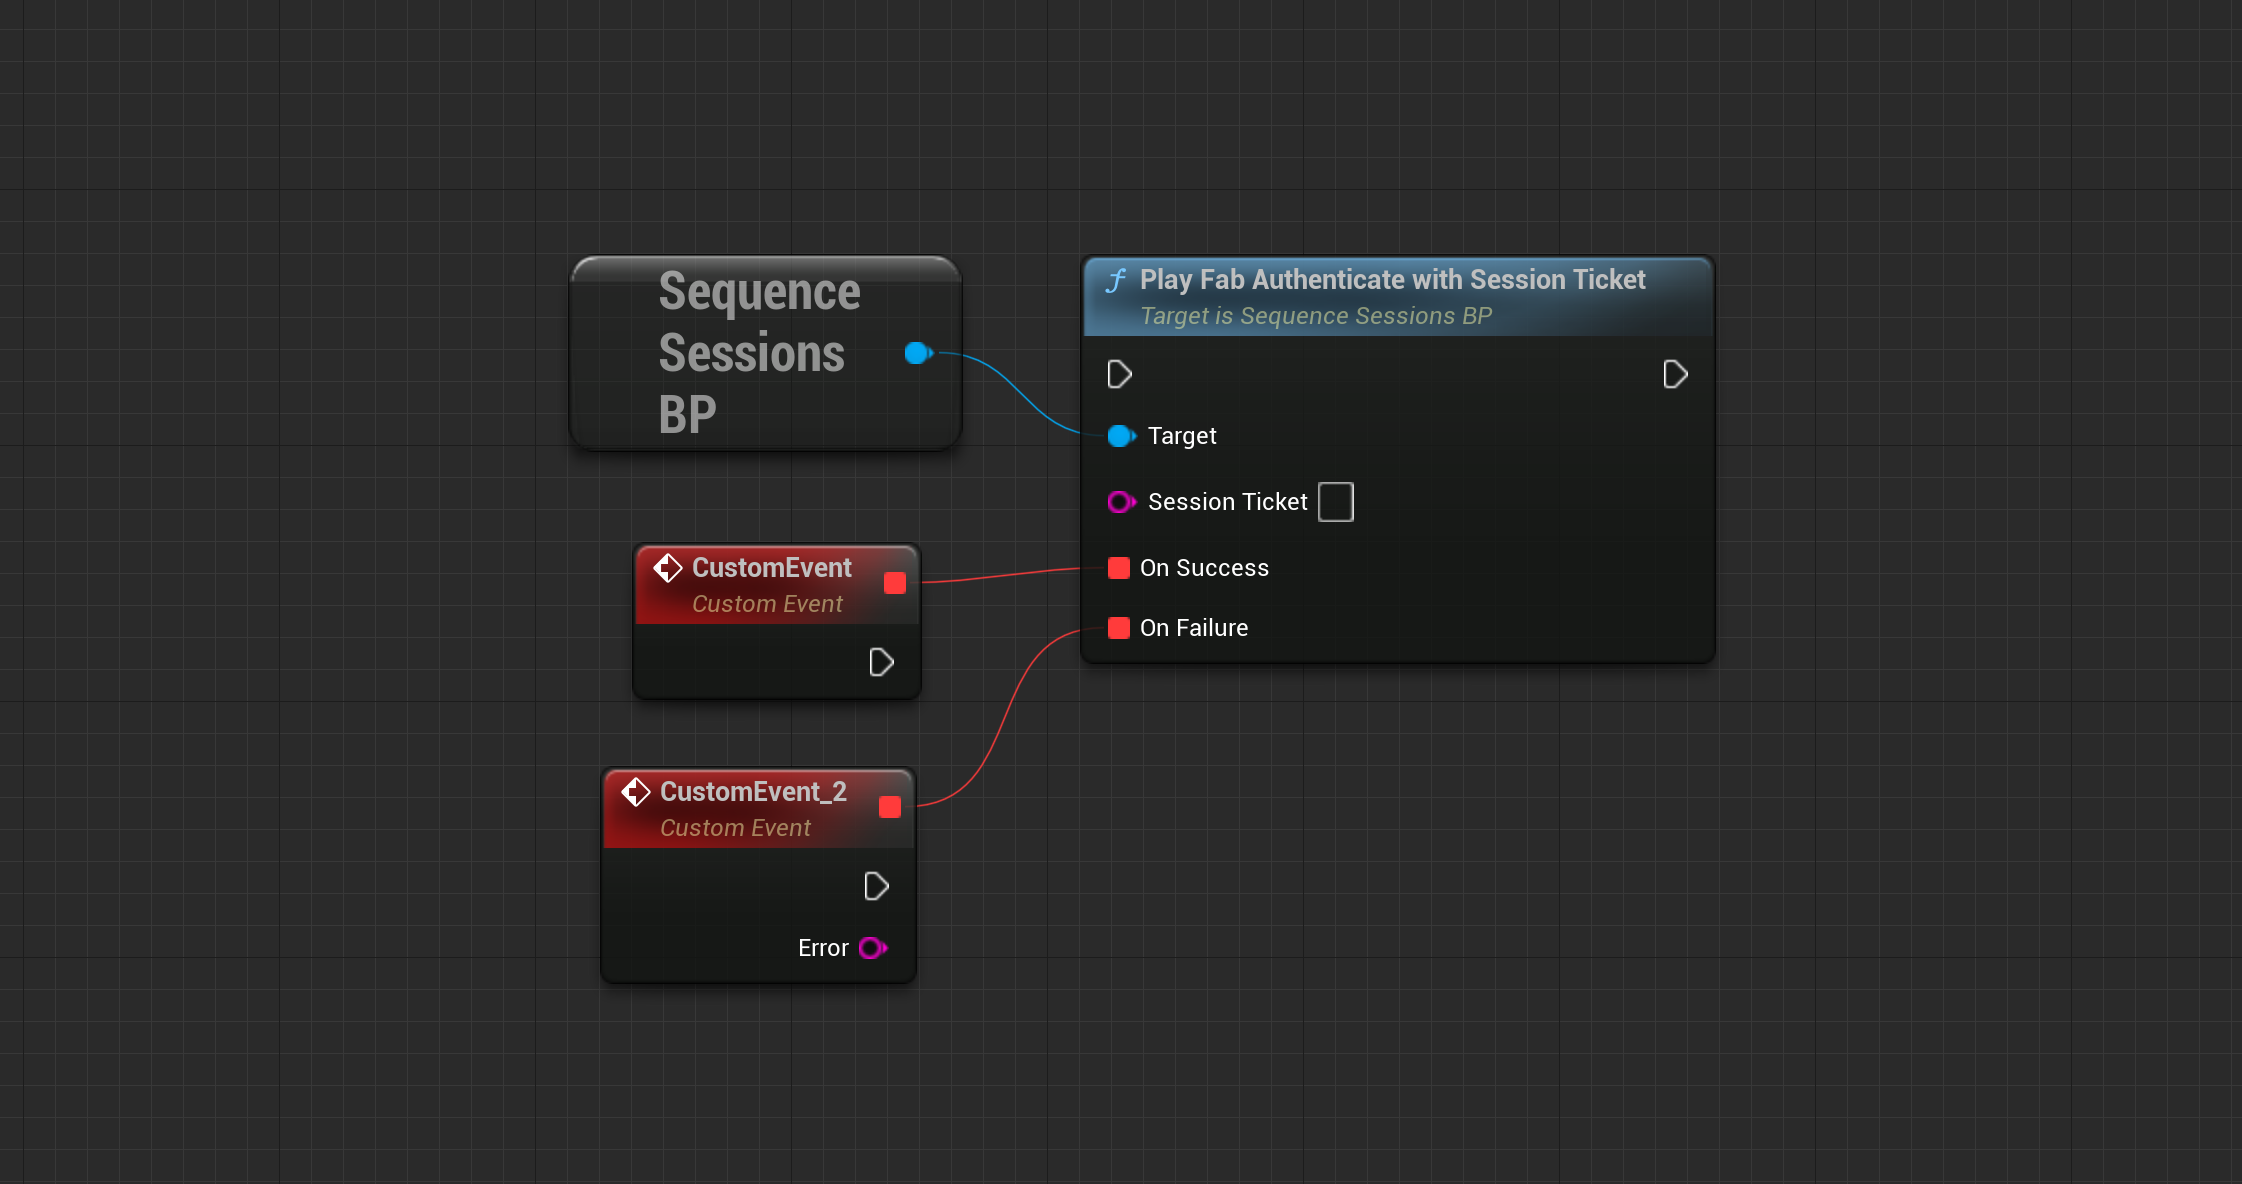 Sequence
Sessions
BP
Play Fab Authenticate with Session Ticket
Target is Sequence Sessions BP
Target
Session Ticket
On Success
On Failure
CustomEvent
Custom Event
CustomEvent_2
Custom Event
Error